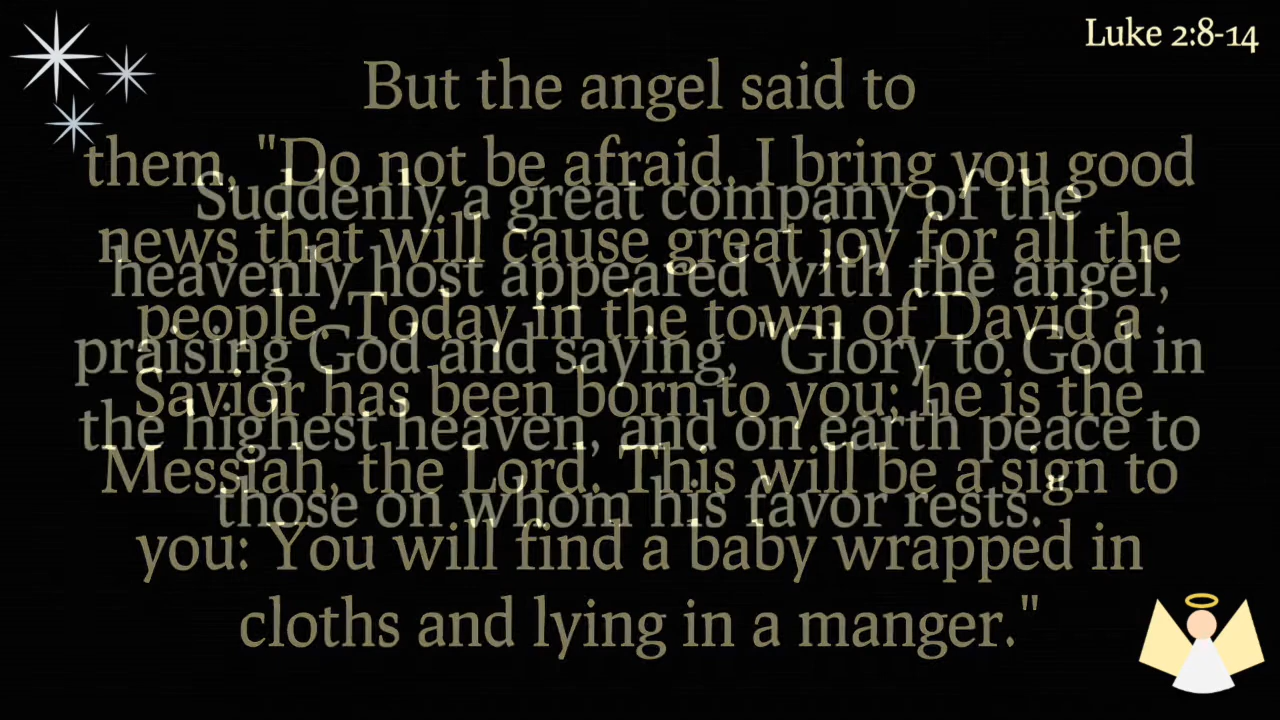 Luke 2:8-14
But the angel said to
them, "Do not be afraid. I bring you good
news that will cause great joy for all the
people. Today in the town of David a
Savior has been born to you; he is the
Messiah, the Lord. This will be a sign to
you: You will find a baby wrapped in
cloths and lying in a manger."
Suddenly a great company of the
heavenly host appeared with the angel,
praising God and saying, "Glory to God in
the highest heaven, and on earth peace to
those on whom his favor rests."